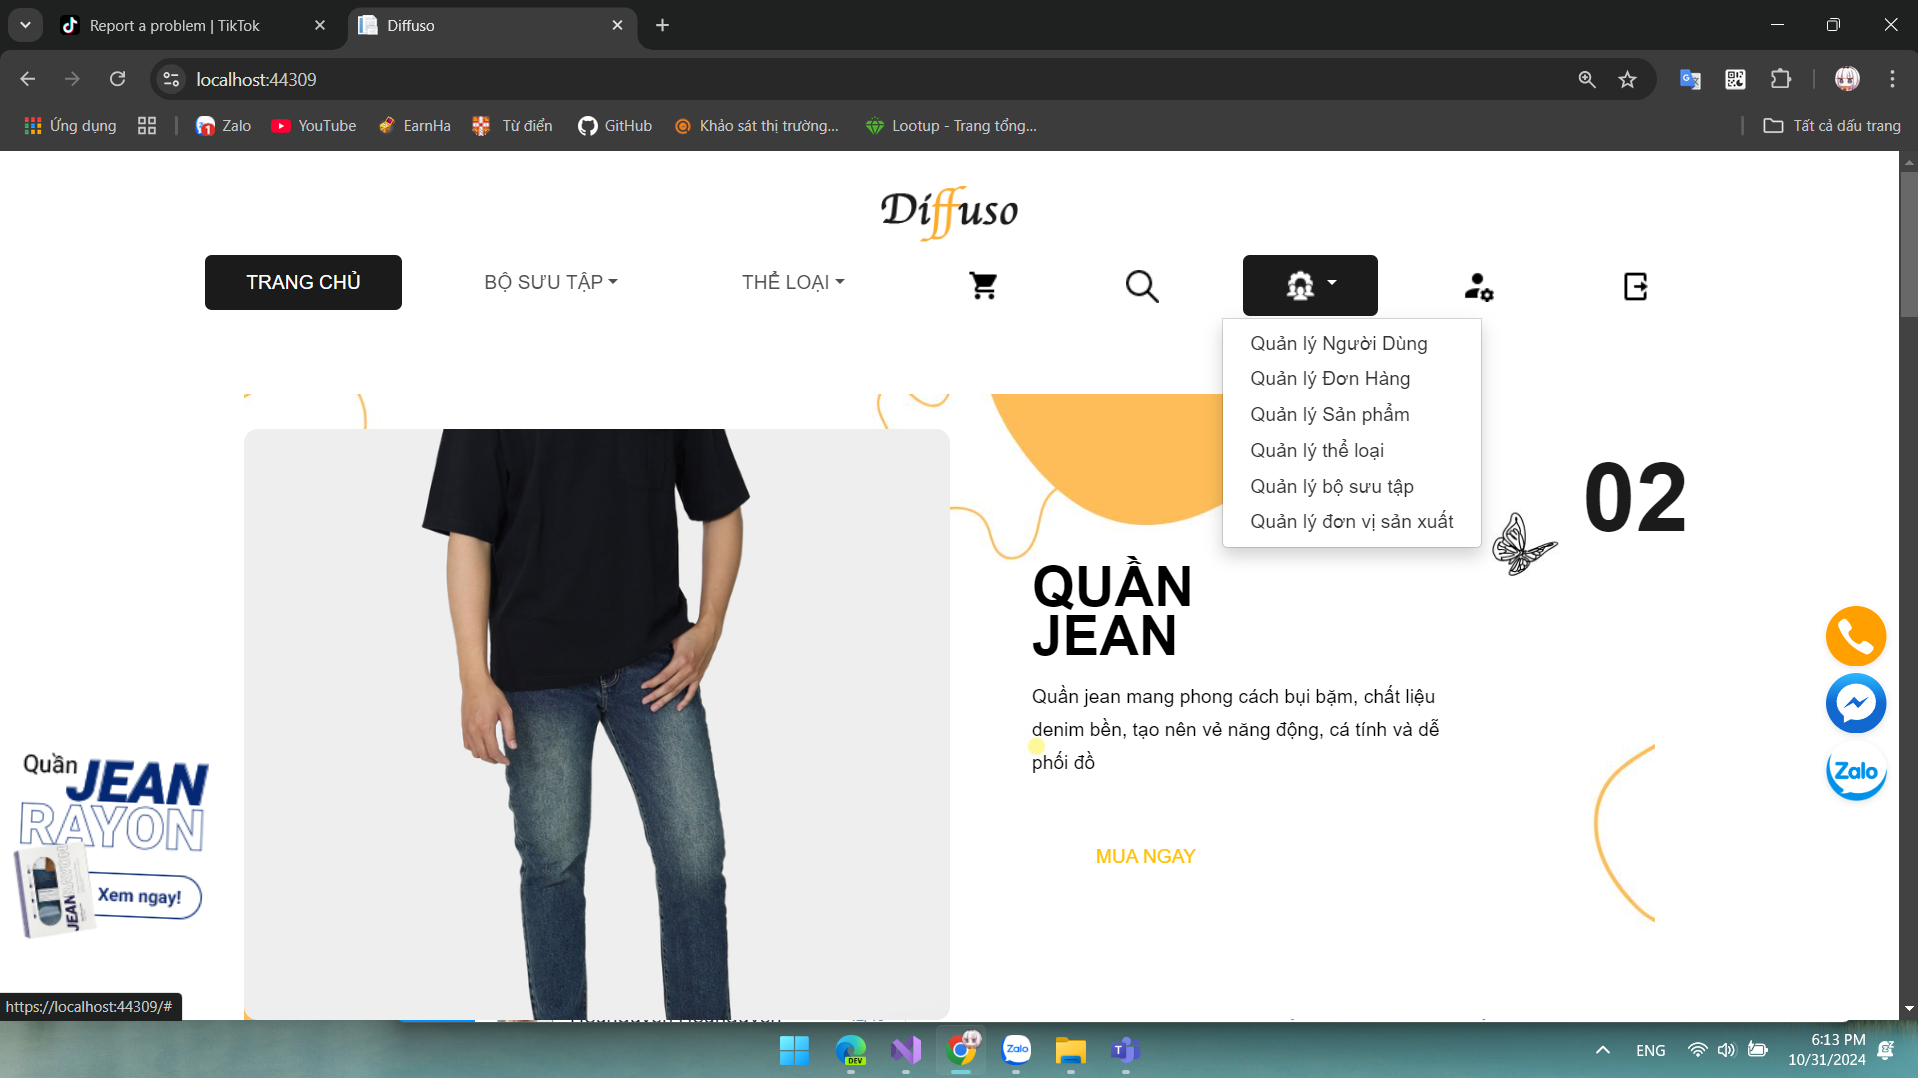 Report a problem | TikTok
Diffuso
localhost:44309
Ứng dụng
Zalo
YouTube
EarnHa
Từ điển
GitHub
Khảo sát thị trường...
Lootup - Trang tổng...
Tất cả dấu trang
Diffuso
TRANG CHỦ
BỘ SƯU TẬP
THỂ LOẠI
Quản lý Người Dùng
Quản lý Đơn Hàng
Quản lý Sản phẩm
Quản lý thể loại
Quản lý bộ sưu tập
Quản lý đơn vị sản xuất
02
QUẦN
JEAN
Quần jean mang phong cách bụi bặm, chất liệu
denim bền, tạo nên vẻ năng động, cá tính và dễ
phối đồ
MUA NGAY
Quần JEAN
RAYON
JEAN
Xem ngay!
Zalo
https://localhost:44309/#
DEV
Zalo
ENG
6:13 PM
10/31/2024